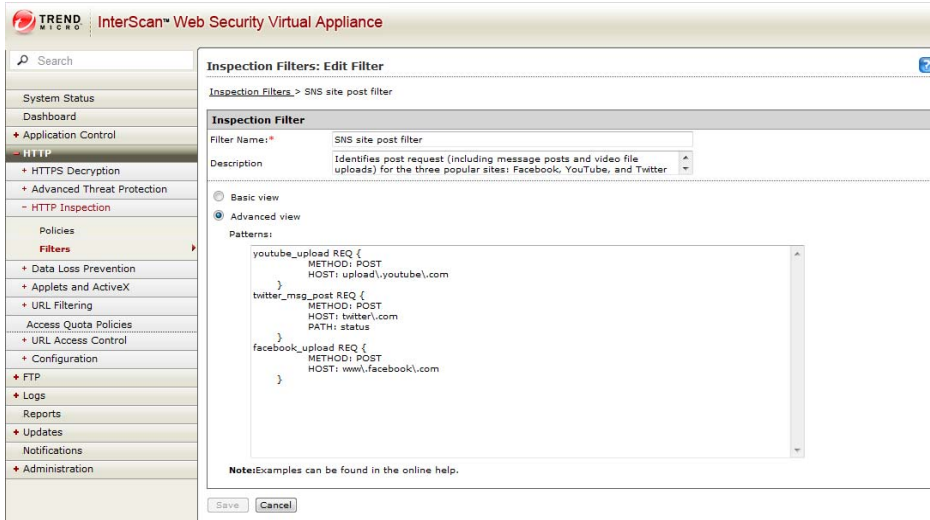 TREND MICRO InterScan™ Web Security Virtual Appliance
Search
System Status
Dashboard
+ Application Control
− HTTP
+ HTTPS Decryption
+ Advanced Threat Protection
− HTTP Inspection
Policies
Filters
+ Data Loss Prevention
+ Applets and ActiveX
+ URL Filtering
Access Quota Policies
+ URL Access Control
+ Configuration
+ FTP
+ Logs
Reports
+ Updates
Notifications
+ Administration
Inspection Filters: Edit Filter
?
Inspection Filters > SNS site post filter
Inspection Filter
Filter Name:* SNS site post filter
Description Identifies post request (including message posts and video file
uploads) for the three popular sites: Facebook, YouTube, and Twitter
Basic view
Advanced view
Patterns:
youtube_upload REQ {
METHOD: POST
HOST: upload\.youtube\.com
}
twitter_msg_post REQ {
METHOD: POST
HOST: twitter\.com
PATH: status
}
facebook_upload REQ {
METHOD: POST
HOST: www\.facebook\.com
}
Note:Examples can be found in the online help.
Save Cancel